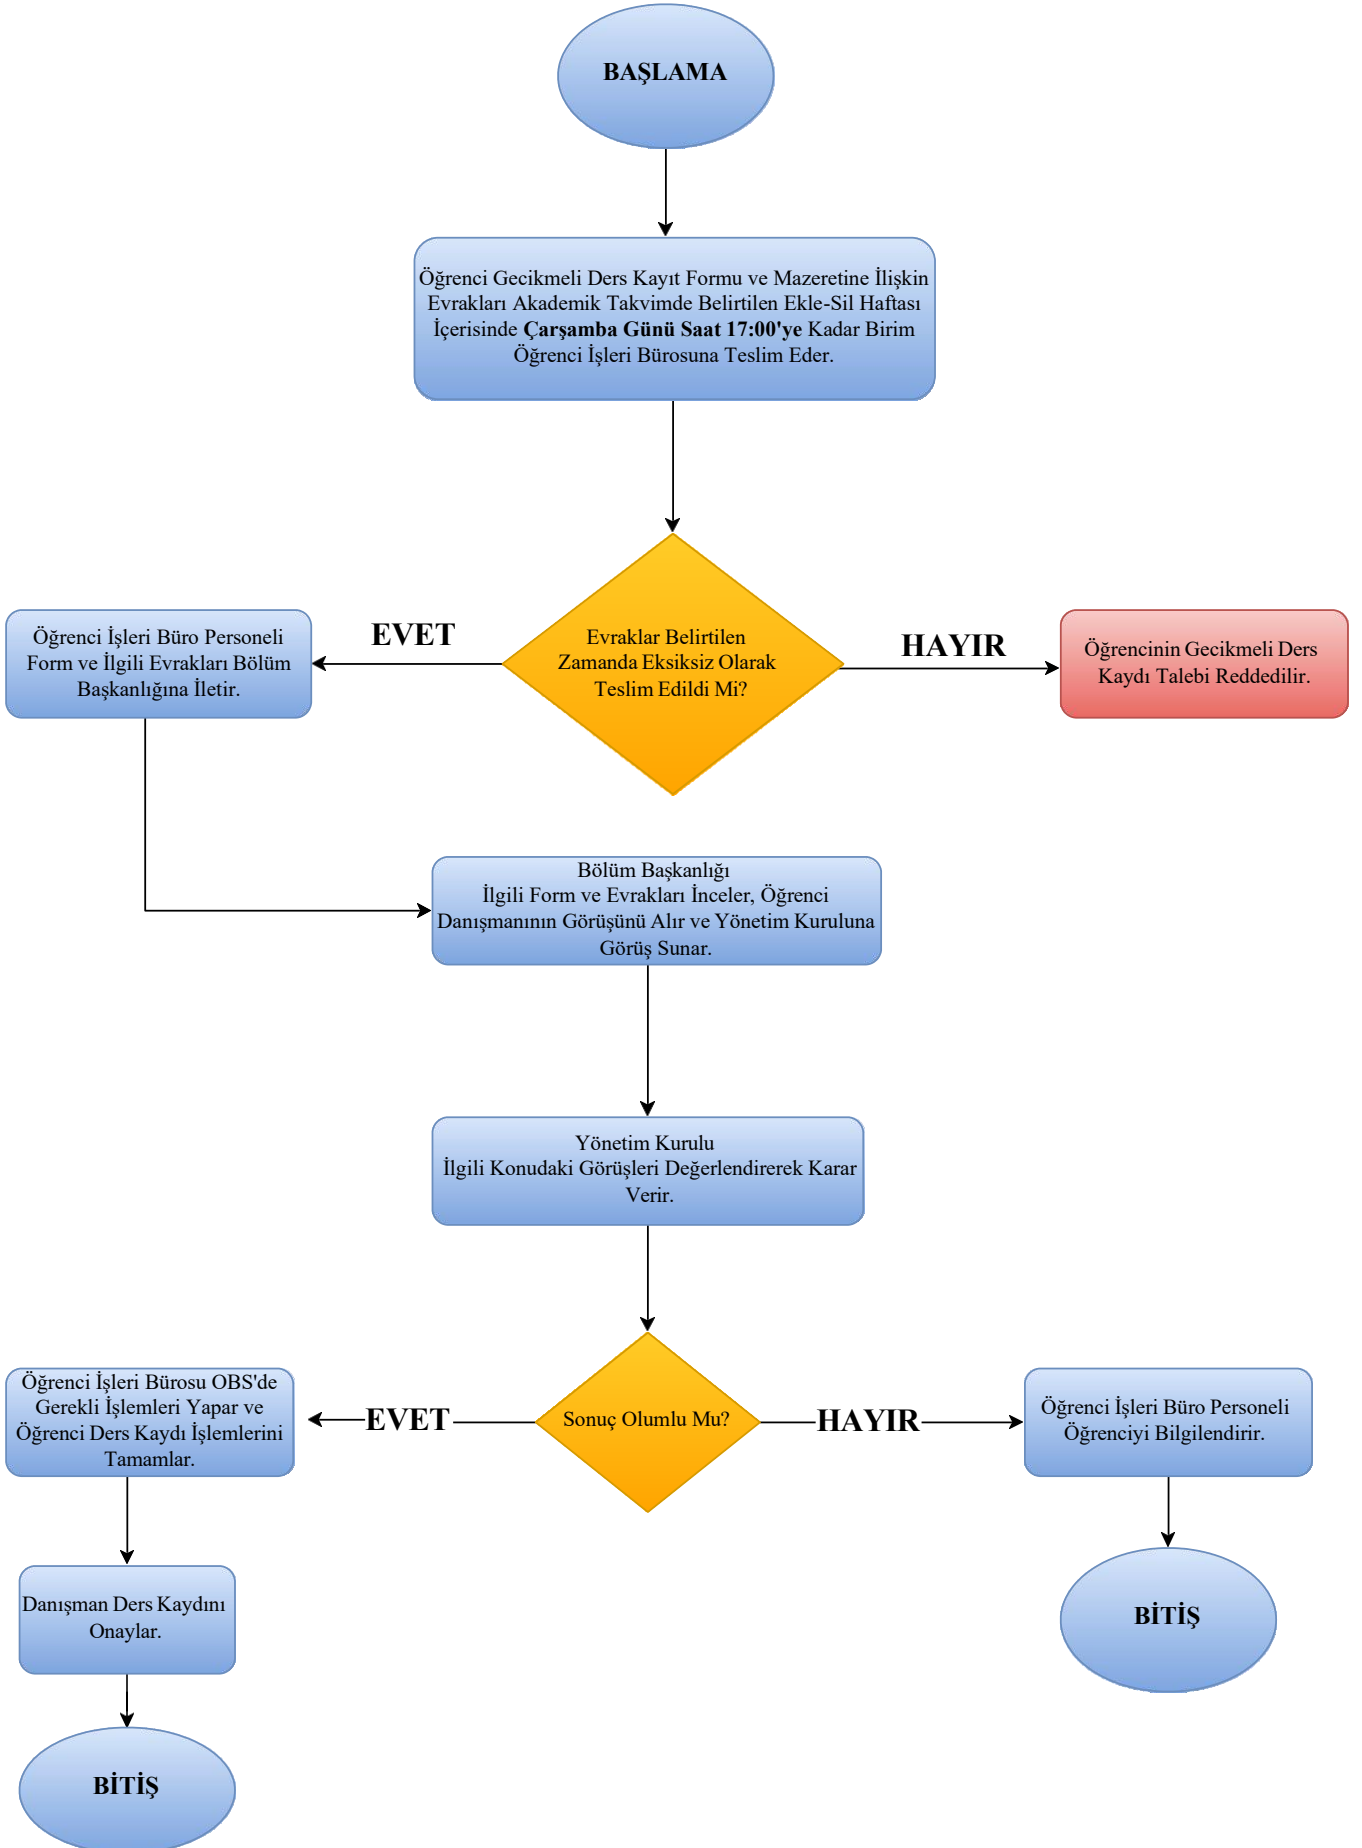 BAŞLAMA
Öğrenci Gecikmeli Ders Kayıt Formu ve Mazeretine İlişkin
Evrakları Akademik Takvimde Belirtilen Ekle-Sil Haftası
İçerisinde Çarşamba Günü Saat 17:00'ye Kadar Birim
Öğrenci İşleri Bürosuna Teslim Eder.
Evraklar Belirtilen
Zamanda Eksiksiz Olarak
Teslim Edildi Mi?
EVET
HAYIR
Öğrenci İşleri Büro Personeli
Form ve İlgili Evrakları Bölüm
Başkanlığına İletir.
Öğrencinin Gecikmeli Ders
Kaydı Talebi Reddedilir.
Bölüm Başkanlığı
İlgili Form ve Evrakları İnceler, Öğrenci
Danışmanının Görüşünü Alır ve Yönetim Kuruluna
Görüş Sunar.
Yönetim Kurulu
İlgili Konudaki Görüşleri Değerlendirerek Karar
Verir.
Sonuç Olumlu Mu?
EVET
HAYIR
Öğrenci İşleri Bürosu OBS'de
Gerekli İşlemleri Yapar ve
Öğrenci Ders Kaydı İşlemlerini
Tamamlar.
Öğrenci İşleri Büro Personeli
Öğrenciyi Bilgilendirir.
Danışman Ders Kaydını
Onaylar.
BİTİŞ
BİTİŞ